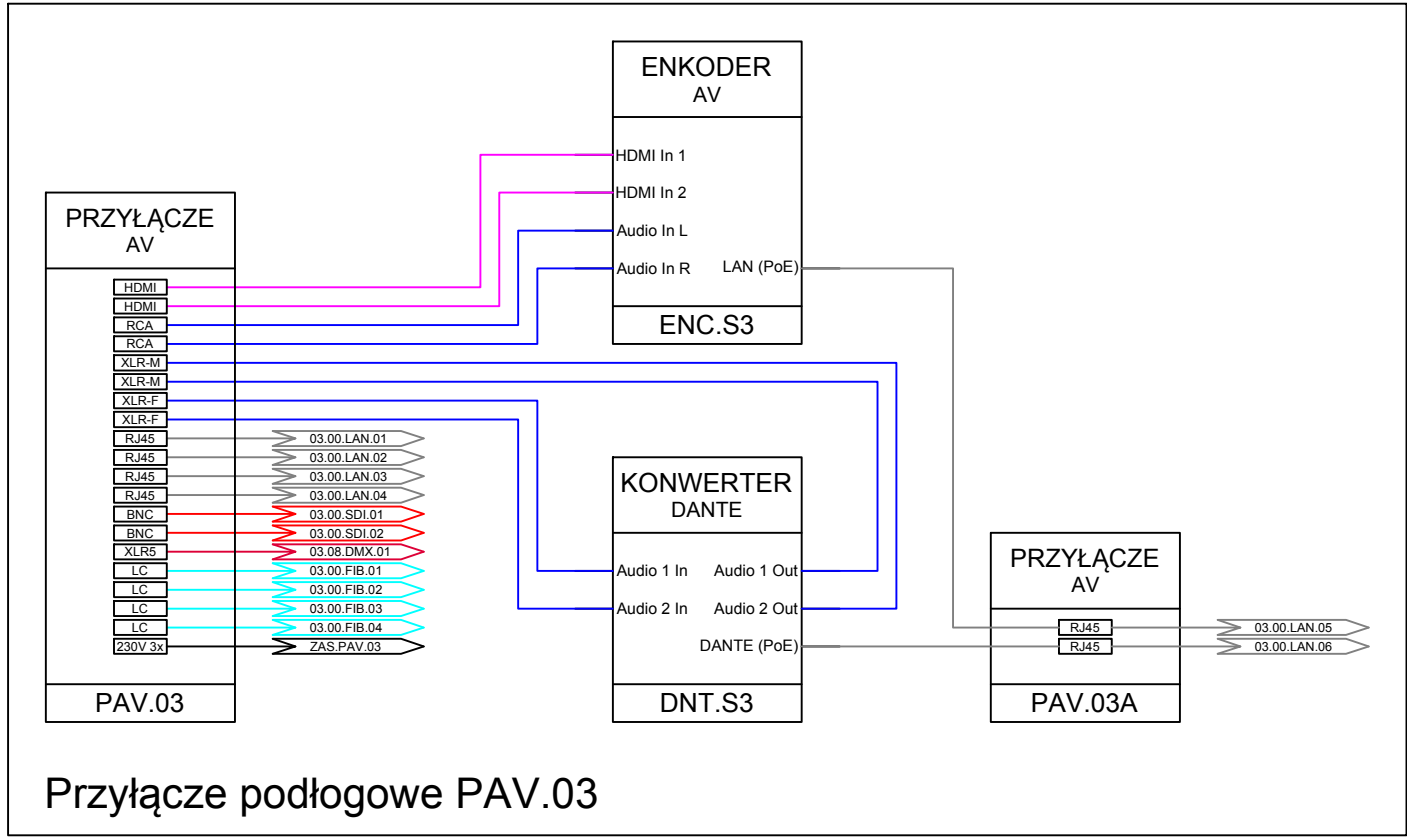 ENKODER
AV
HDMI In 1
HDMI In 2
Audio In L
Audio In R LAN (PoE)
ENC.S3
PRZYŁĄCZE
AV
HDMI
HDMI
RCA
RCA
XLR-M
XLR-M
XLR-F
XLR-F
RJ45 03.00.LAN.01
RJ45 03.00.LAN.02
RJ45 03.00.LAN.03
RJ45 03.00.LAN.04
BNC 03.00.SDI.01
BNC 03.00.SDI.02
XLR5 03.08.DMX.01
LC 03.00.FIB.01
LC 03.00.FIB.02
LC 03.00.FIB.03
LC 03.00.FIB.04
230V 3x ZAS.PAV.03
PAV.03
KONWERTER
DANTE
Audio 1 In Audio 1 Out
Audio 2 In Audio 2 Out
DANTE (PoE)
DNT.S3
PRZYŁĄCZE
AV
RJ45 03.00.LAN.05
RJ45 03.00.LAN.06
PAV.03A
Przyłącze podłogowe PAV.03